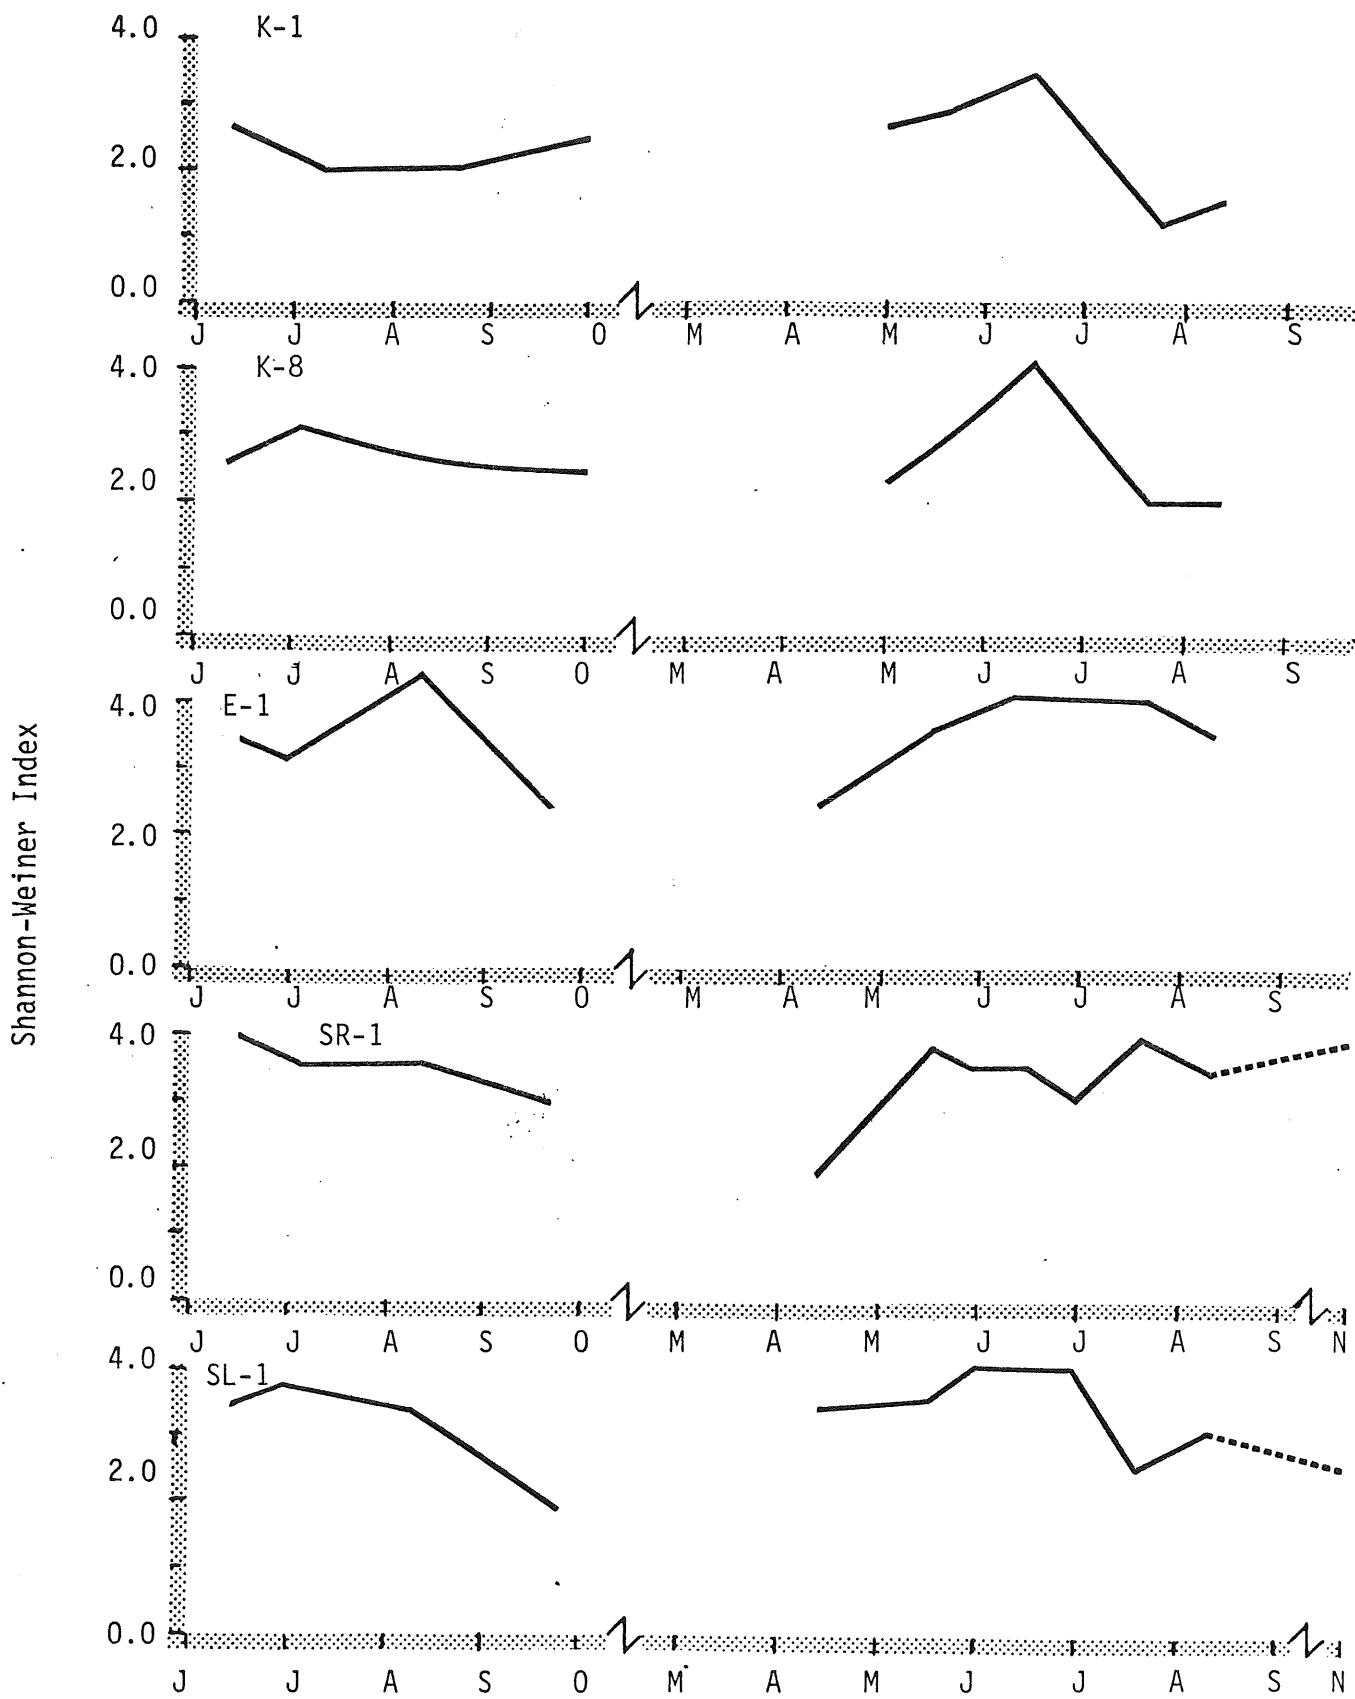 4.0 K-1
2.0
0.0
J J A S O M A M J J A S
4.0 K-8
2.0
0.0
J J A S O M A M J J A S
4.0 E-1
2.0
0.0
J J A S O M A M J J A S
Shannon-Weiner Index
4.0 SR-1
2.0
0.0
J J A S O M A M J J A S N
4.0 SL-1
2.0
0.0
J J A S O M A M J J A S N